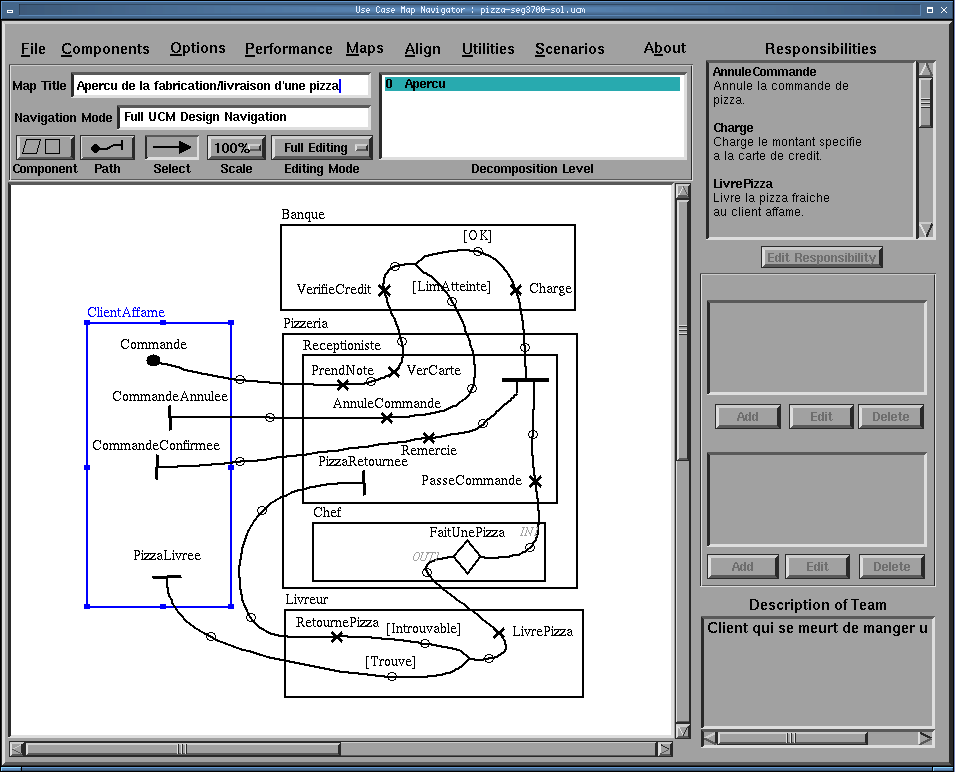 Use Case Map Navigator : pizza-seg3700-sol.ucm
File Components Options Performance Maps Align Utilities Scenarios About
Map Title Apercu de la fabrication/livraison d'une pizza
Navigation Mode Full UCM Design Navigation
100% Full Editing
Component Path Select Scale Editing Mode
0 Apercu
Decomposition Level
Responsibilities
AnnuleCommande
Annule la commande de
pizza.
Charge
Charge le montant specifie
a la carte de credit.
LivrePizza
Livre la pizza fraiche
au client affame.
Edit Responsibility
Add Edit Delete
Add Edit Delete
Description of Team
Client qui se meurt de manger u
Banque
[OK]
VerifieCredit
[LimAtteinte]
Charge
ClientAffame
Pizzeria
Commande
Receptioniste
PrendNote
VerCarte
CommandeAnnulee
AnnuleCommande
CommandeConfirmee
Remercie
PizzaRetournee
PasseCommande
Chef
FaitUnePizza
IN1
OUT1
PizzaLivree
Livreur
RetournePizza
[Introuvable]
LivrePizza
[Trouve]